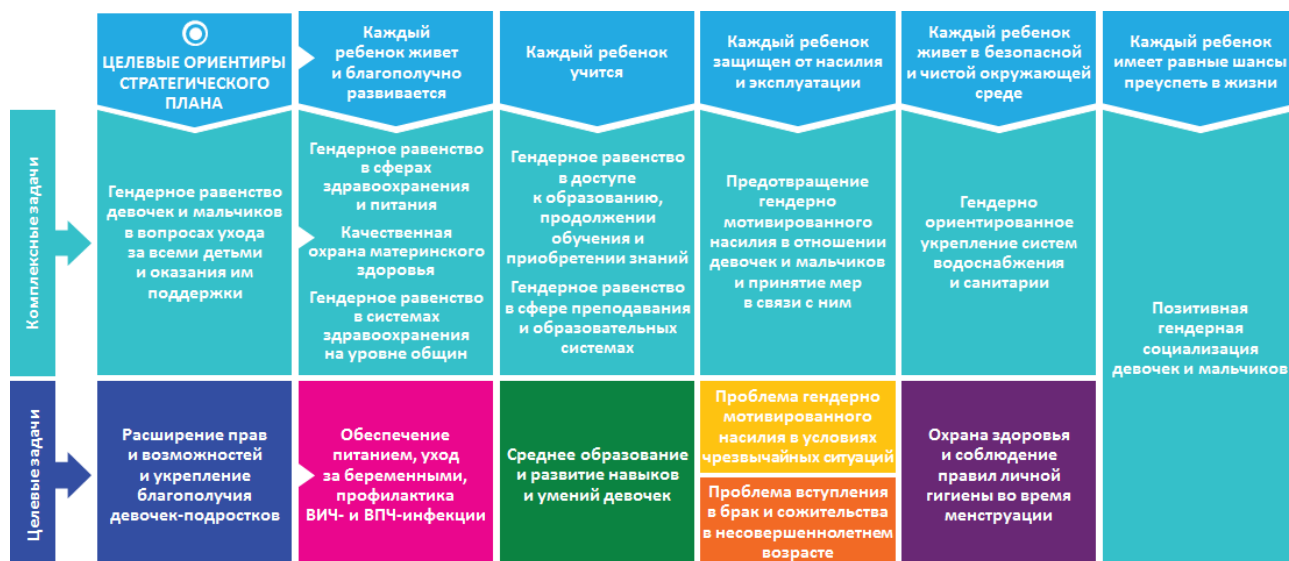 ЦЕЛЕВЫЕ ОРИЕНТИРЫ
СТРАТЕГИЧЕСКОГО
ПЛАНА
Каждый
ребенок живет
и благополучно
развивается
Каждый ребенок
учится
Каждый ребенок
защищен от насилия
и эксплуатации
Каждый ребенок
живет в безопасной
и чистой окружающей
среде
Каждый ребенок
имеет равные шансы
преуспеть в жизни
Комплексные задачи
Гендерное равенство
девочек и мальчиков
в вопросах ухода
за всеми детьми
и оказания им
поддержки
Гендерное равенство
в сферах
здравоохранения
и питания
Качественная
охрана материнского
здоровья
Гендерное равенство
в системах
здравоохранения
на уровне общин
Гендерное равенство
в доступе
к образованию,
продолжении
обучения и
приобретении знаний
Гендерное равенство
в сфере преподавания
и образовательных
системах
Предотвращение
гендерно
мотивированного
насилия в отношении
девочек и мальчиков
и принятие мер
в связи с ним
Гендерно
ориентированное
укрепление систем
водоснабжения
и санитарии
Позитивная
гендерная
социализация
девочек и мальчиков
Целевые задачи
Расширение прав
и возможностей
и укрепление
благополучия
девочек-подростков
Обеспечение
питанием, уход
за беременными,
профилактика
ВИЧ- и ВПЧ-инфекции
Среднее образование
и развитие навыков
и умений девочек
Проблема гендерно
мотивированного
насилия в условиях
чрезвычайных ситуаций
Проблема вступления
в брак и сожительства
в несовершеннолетнем
возрасте
Охрана здоровья
и соблюдение
правил личной
гигиены во время
менструации